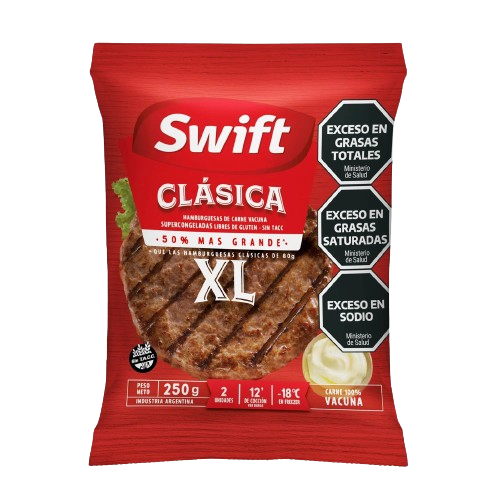 Swift
CLÁSICA
HAMBURGUESAS DE CARNE VACUNA
SUPERCONGELADAS LIBRES DE GLUTEN - SIN TACC
• 50% MAS GRANDE •
• QUE LAS HAMBURGUESAS CLÁSICAS DE 80g
XL
EXCESO EN
GRASAS
TOTALES
Ministerio
de Salud
EXCESO EN
GRASAS
SATURADAS
Ministerio
de Salud
EXCESO EN
SODIO
Ministerio
de Salud
Sin T.A.C.C.
PESO
NETO
250g
INDUSTRIA ARGENTINA
2
UNIDADES
12'
DE COCCIÓN
-18°C
EN FREEZER
CARNE 100%
VACUNA